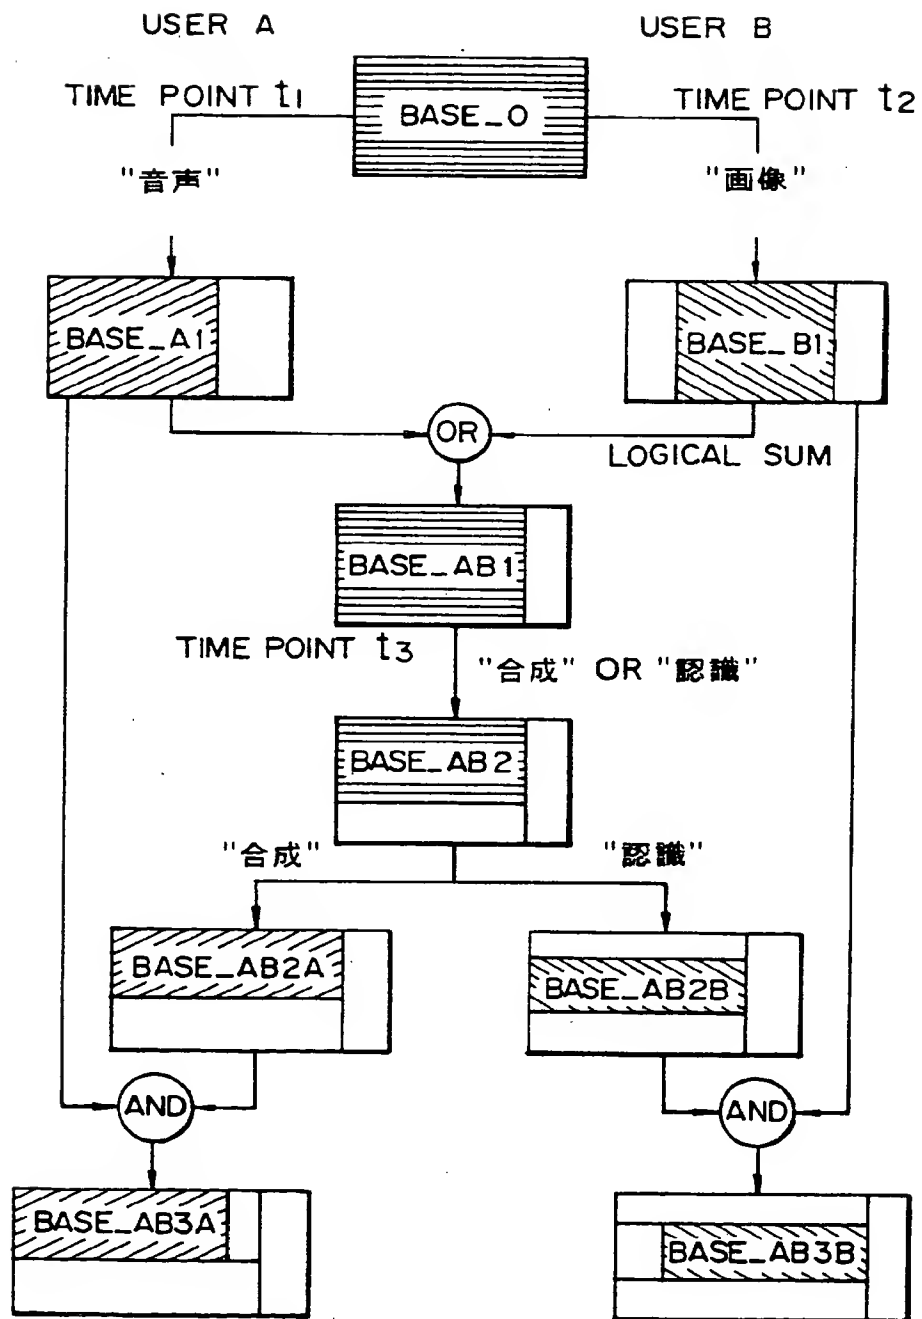 USER A
USER B
TIME POINT t1
BASE_0
TIME POINT t2
"音声"
"画像"
BASE_A1
BASE_B1
OR
LOGICAL SUM
BASE_AB1
TIME POINT t3
"合成" OR "認識"
BASE_AB2
"合成"
"認識"
BASE_AB2A
BASE_AB2B
AND
AND
BASE_AB3A
BASE_AB3B